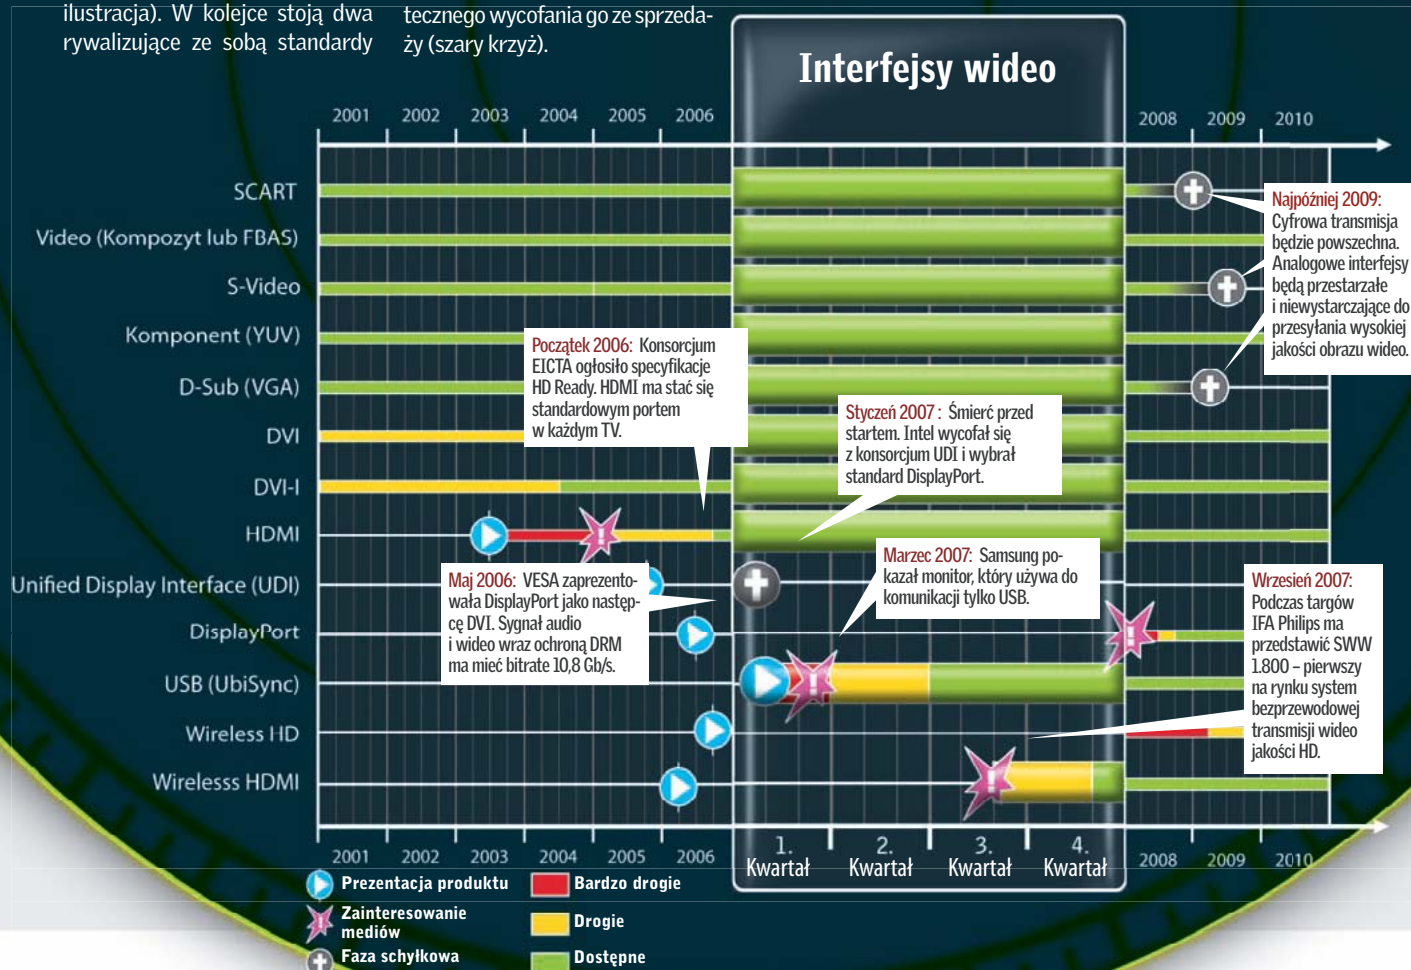 ilustracja). W kolejce stoją dwa
rywalizujące ze sobą standardy
tecznego wycofania go ze sprzeda-
ży (szary krzyż).
Interfejsy wideo
2001 2002 2003 2004 2005 2006
2008 2009 2010
SCART
Video (Kompozyt lub FBAS)
S-Video
Komponent (YUV)
D-Sub (VGA)
DVI
DVI-I
HDMI
Unified Display Interface (UDI)
DisplayPort
USB (UbiSync)
Wireless HD
Wirelesss HDMI
Najpóźniej 2009:
Cyfrowa transmisja
będzie powszechna.
Analogowe interfejsy
będą przestarzałe
i niewystarczające do
przesyłania wysokiej
jakości obrazu wideo.
Początek 2006: Konsorcjum
EICTA ogłosiło specyfikacje
HD Ready. HDMI ma stać się
standardowym portem
w każdym TV.
Styczeń 2007 : Śmierć przed
startem. Intel wycofał się
z konsorcjum UDI i wybrał
standard DisplayPort.
Marzec 2007: Samsung po-
kazał monitor, który używa do
komunikacji tylko USB.
Maj 2006: VESA zaprezento-
wała DisplayPort jako następ-
cę DVI. Sygnał audio
i wideo wraz ochroną DRM
ma mieć bitrate 10,8 Gb/s.
Wrzesień 2007:
Podczas targów
IFA Philips ma
przedstawić SWW
1.800 – pierwszy
na rynku system
bezprzewodowej
transmisji wideo
jakości HD.
2001 2002 2003 2004 2005 2006
1. Kwartał
2. Kwartał
3. Kwartał
4. Kwartał
2008 2009 2010
Prezentacja produktu
Zainteresowanie
mediów
Faza schyłkowa
Bardzo drogie
Drogie
Dostępne